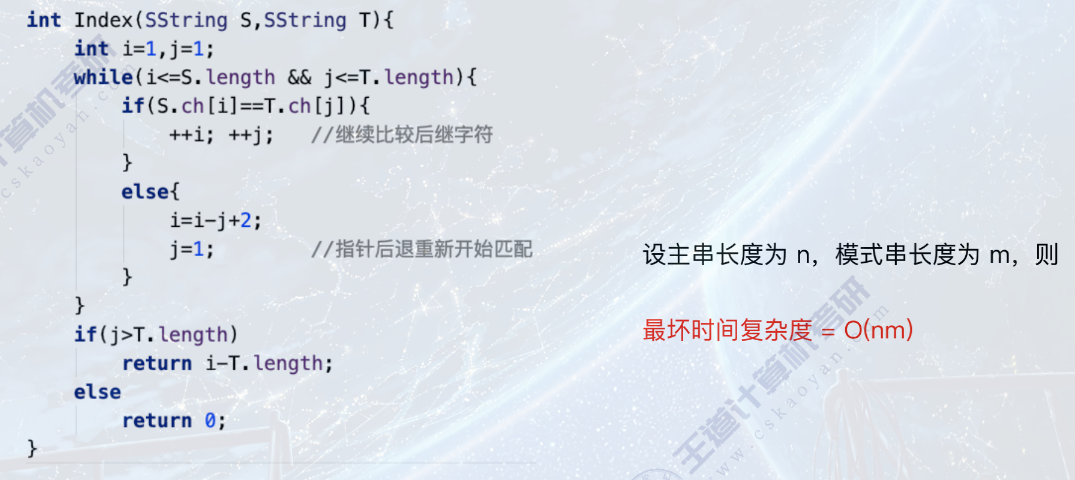 int Index(SString S,SString T){
    int i=1,j=1;
    while(i<=S.length && j<=T.length){
        if(S.ch[i]==T.ch[j]){
            ++i; ++j;   //继续比较后继字符
        }
        else{
            i=i-j+2;
            j=1;        //指针后退重新开始匹配
        }
    }
    if(j>T.length)
        return i-T.length;
    else
        return 0;
}
设主串长度为 n，模式串长度为 m，则
最坏时间复杂度 = O(nm)
计算机考研
cskaoyan.com
王道计算机考研
www.cskaoyan.com